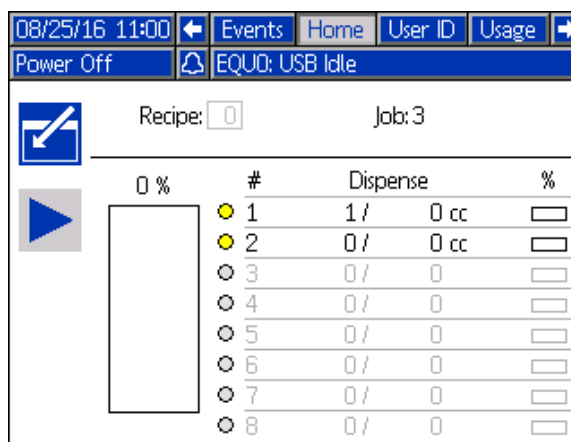 08/25/16 11:00 Events Home User ID Usage
Power Off EQU0: USB Idle
Recipe: 0 Job: 3
0 % # Dispense %
1 1 / 0 cc
2 0 / 0 cc
3 0 / 0
4 0 / 0
5 0 / 0
6 0 / 0
7 0 / 0
8 0 / 0